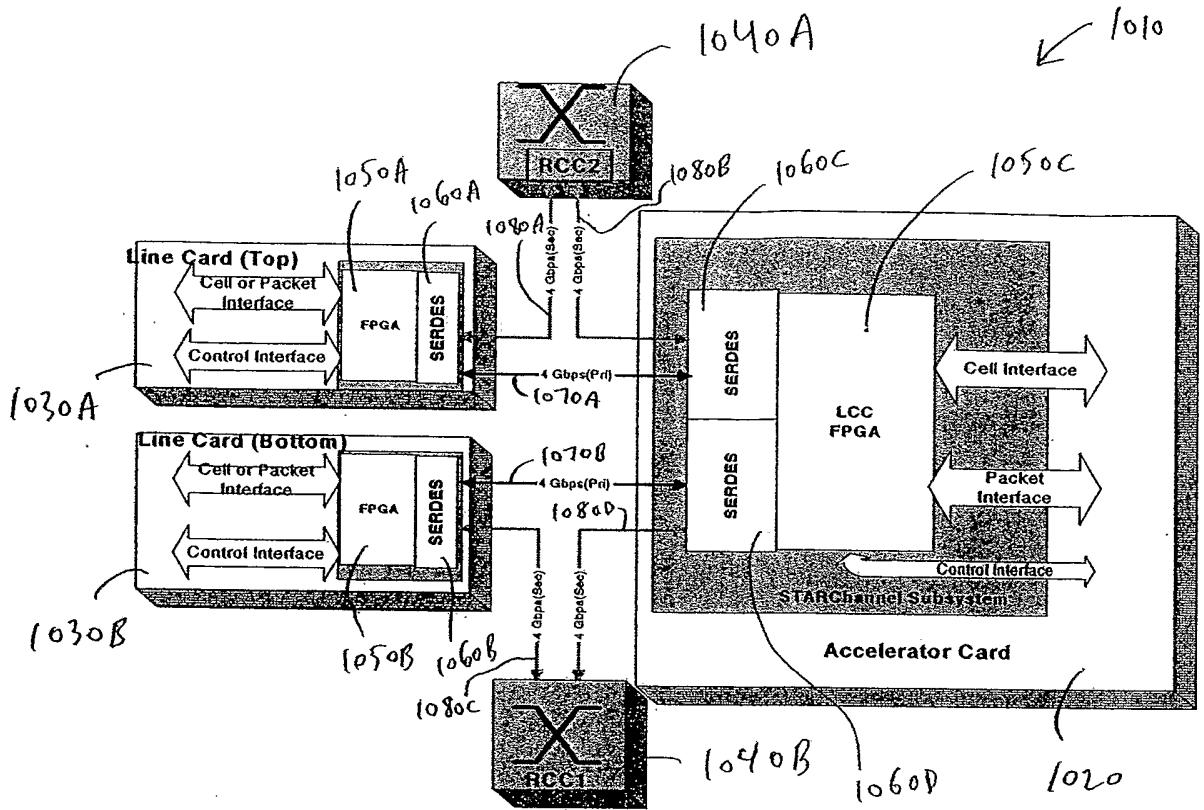 1040A
1010
RCC2
1080B
1060C
1050C
1050A
1060A
1080A
4 Gbps(Sec)
4 Gbps(Sec)
Line Card (Top)
Cell or Packet
Interface
Control Interface
FPGA
SERDES
4 Gbps(Pri)
1070A
1030A
SERDES
LCC
FPGA
Cell Interface
Line Card (Bottom)
Cell or Packet
Interface
Control Interface
FPGA
SERDES
1070B
4 Gbps(Pri)
1080D
SERDES
Packet
Interface
Control Interface
STARChannel Subsystem
4 Gbps(Sec)
4 Gbps(Sec)
1030B
1050B
1060B
1080C
Accelerator Card
RCC1
1040B
1060D
1020